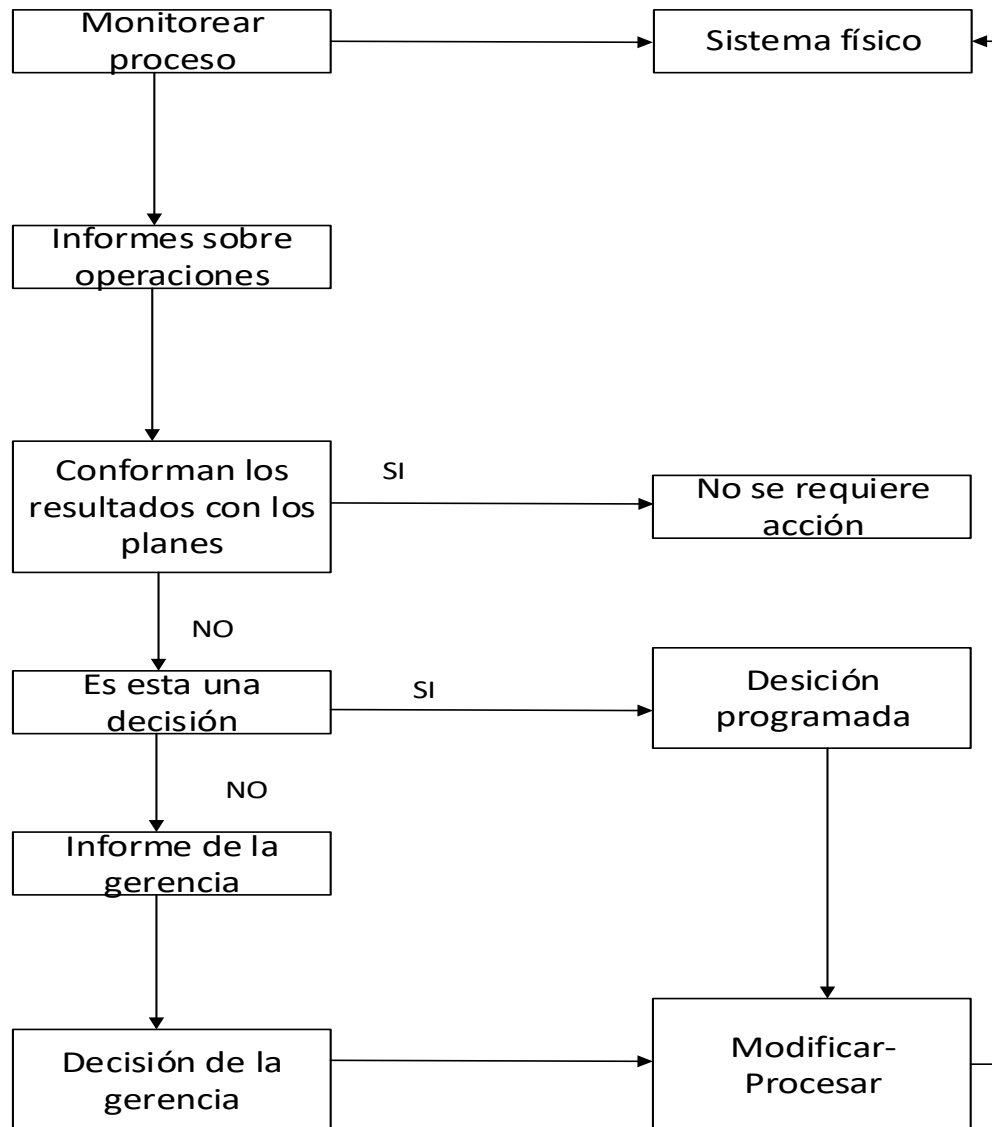 Monitorear
proceso
Sistema físico
Informes sobre
operaciones
Conforman los
resultados con los
planes
SI
No se requiere
acción
NO
Es esta una
decisión
SI
Desición
programada
NO
Informe de la
gerencia
Decisión de la
gerencia
Modificar-
Procesar